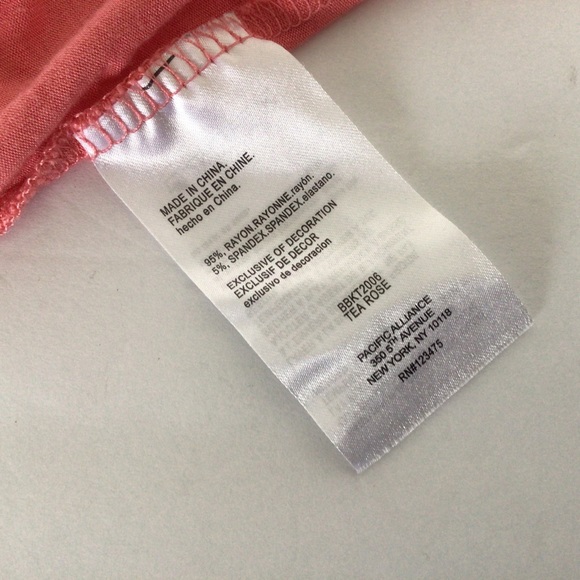 MADE IN CHINA.
FABRIQUE EN CHINE.
hecho en China.
95%, RAYON.RAYONNE.rayón.
5%, SPANDEX.SPANDEX.elastano.
EXCLUSIVE OF DECORATION
EXCLUSIF DE DECOR
exclusivo de decoracion
BBKT2006
TEA ROSE
PACIFIC ALLIANCE
350 5TH AVENUE
NEW YORK, NY 10118
RN#123475